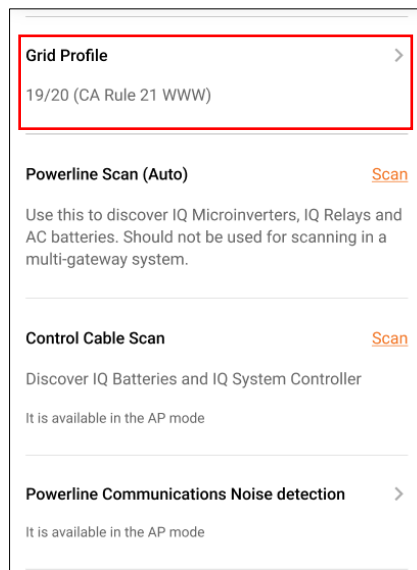 Grid Profile
19/20 (CA Rule 21 WWW)
Powerline Scan (Auto)
Scan
Use this to discover IQ Microinverters, IQ Relays and
AC batteries. Should not be used for scanning in a
multi-gateway system.
Control Cable Scan
Scan
Discover IQ Batteries and IQ System Controller
It is available in the AP mode
Powerline Communications Noise detection
It is available in the AP mode